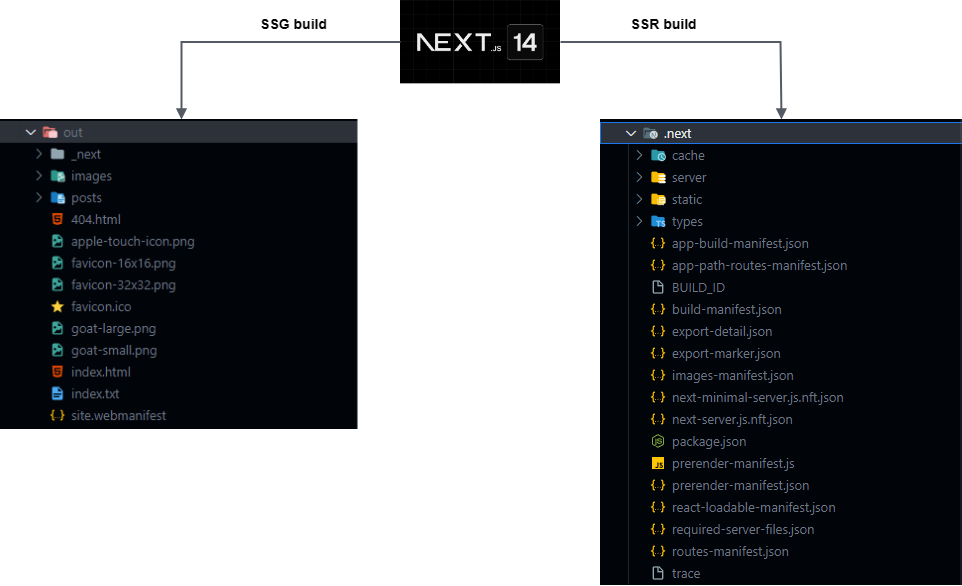 SSG build
NEXT.JS 14
SSR build
out
_next
images
posts
404.html
apple-touch-icon.png
favicon-16x16.png
favicon-32x32.png
favicon.ico
goat-large.png
goat-small.png
index.html
index.txt
site.webmanifest
.next
cache
server
static
types
app-build-manifest.json
app-path-routes-manifest.json
BUILD_ID
build-manifest.json
export-detail.json
export-marker.json
images-manifest.json
next-minimal-server.js.nft.json
next-server.js.nft.json
package.json
prerender-manifest.js
prerender-manifest.json
react-loadable-manifest.json
required-server-files.json
routes-manifest.json
trace